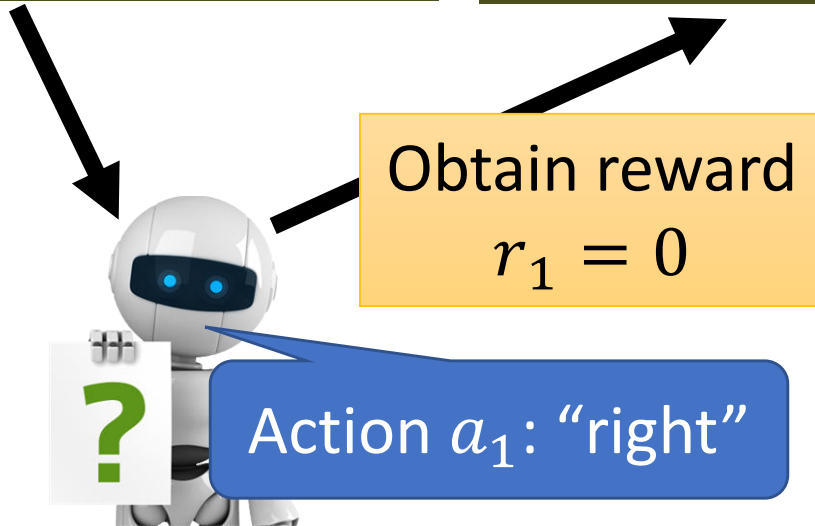 Obtain reward
r₁ = 0
?
Action a₁: “right”